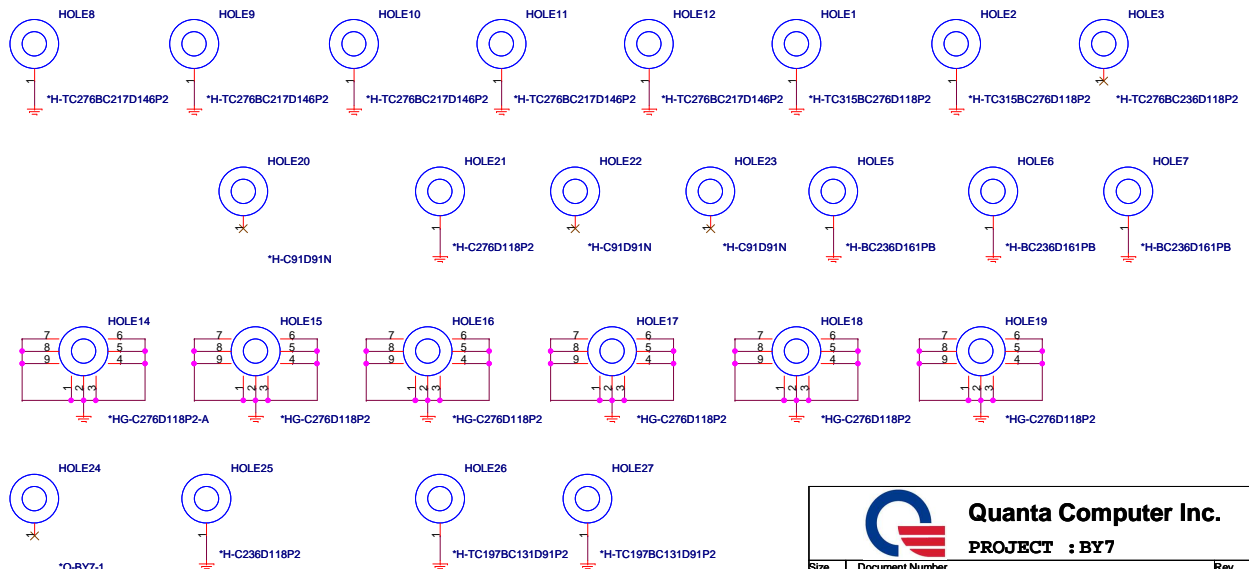 HOLE8 HOLE9 HOLE10 HOLE11 HOLE12 HOLE1 HOLE2 HOLE3
1 1 1 1 1 1 1 1
*H-TC276BC217D146P2 *H-TC276BC217D146P2 *H-TC276BC217D146P2 *H-TC276BC217D146P2 *H-TC276BC217D146P2 *H-TC315BC276D118P2 *H-TC315BC276D118P2 *H-TC276BC236D118P2
HOLE20 HOLE21 HOLE22 HOLE23 HOLE5 HOLE6 HOLE7
1 1 1 1 1 1 1
*H-C276D118P2 *H-C91D91N *H-C91D91N *H-BC236D161PB *H-BC236D161PB *H-BC236D161PB
*H-C91D91N
HOLE14 HOLE15 HOLE16 HOLE17 HOLE18 HOLE19
7 6 7 6 7 6 7 6 7 6 7 6
8 5 8 5 8 5 8 5 8 5 8 5
9 4 9 4 9 4 9 4 9 4 9 4
1 2 3 1 2 3 1 2 3 1 2 3 1 2 3 1 2 3
*HG-C276D118P2-A *HG-C276D118P2 *HG-C276D118P2 *HG-C276D118P2 *HG-C276D118P2 *HG-C276D118P2
HOLE24 HOLE25 HOLE26 HOLE27
1 1 1 1
*H-C236D118P2 *H-TC197BC131D91P2 *H-TC197BC131D91P2
*O-BY7-1
Quanta Computer Inc.
PROJECT : BY7
Size Document Number Rev